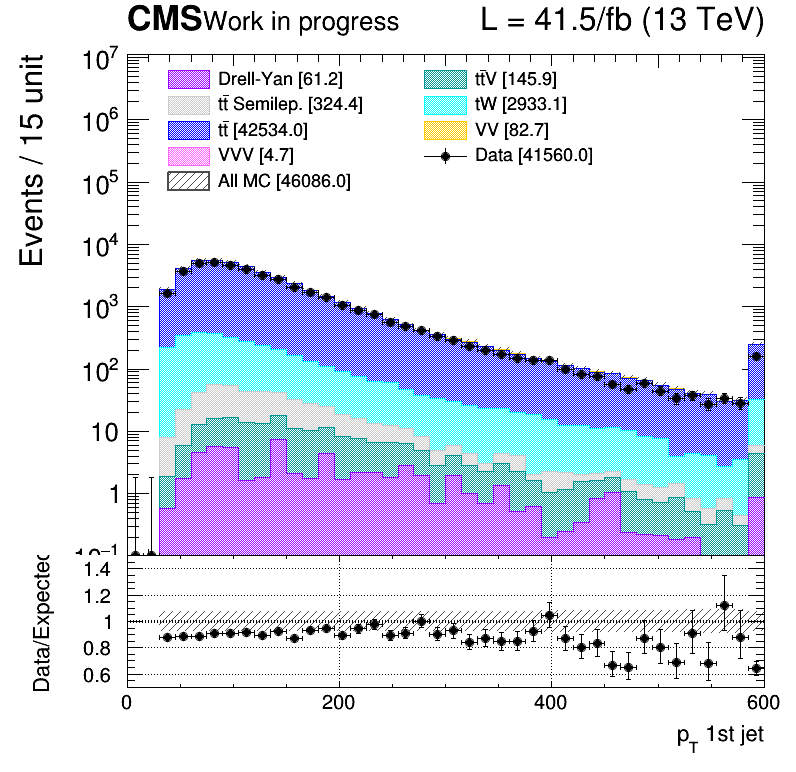 CMS Work in progress L = 41.5/fb (13 TeV)
Events / 15 unit
10⁷
10⁶
10⁵
10⁴
10³
10²
10
1
10⁻¹
Drell-Yan [61.2]
tt̄ Semilep. [324.4]
tt̄ [42534.0]
VVV [4.7]
All MC [46086.0]
tt̄V [145.9]
tW [2933.1]
VV [82.7]
Data [41560.0]
Data/Expected
1.4
1.2
1
0.8
0.6
0 200 400 600
p_T 1st jet